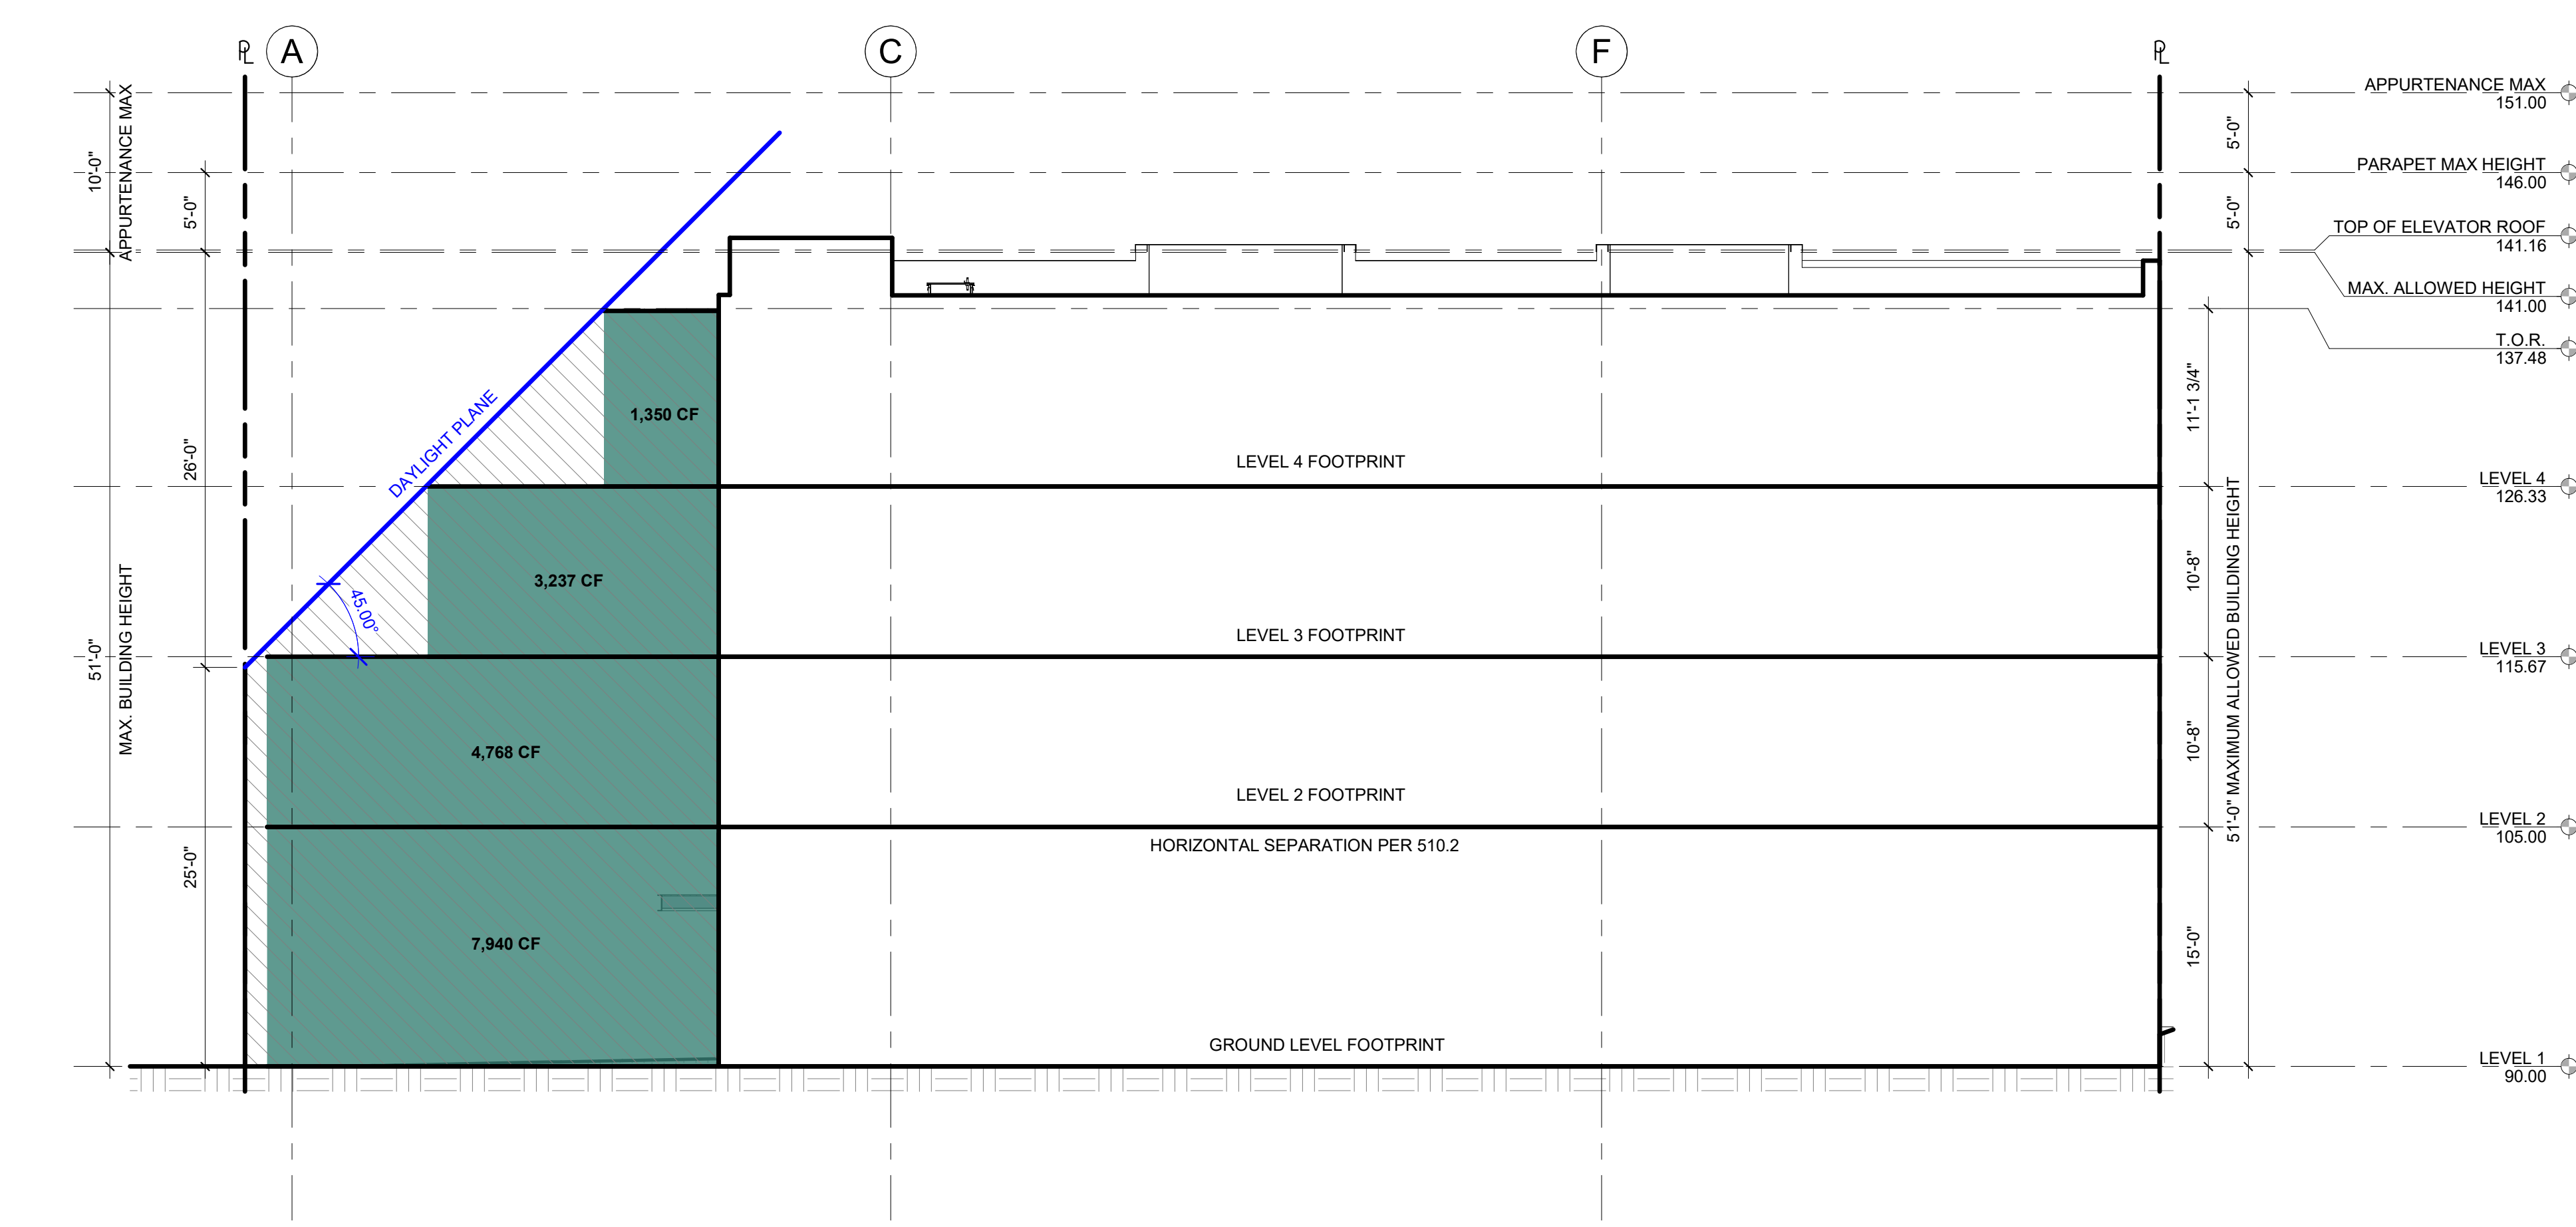 ℄ A C F ℄
APPURTENANCE MAX
151.00
10'-0"
APPURTENANCE MAX
5'-0"
PARAPET MAX HEIGHT
146.00
5'-0"
5'-0"
TOP OF ELEVATOR ROOF
141.16
MAX. ALLOWED HEIGHT
141.00
T.O.R.
137.48
11'-1 3/4"
DAYLIGHT PLANE
1,350 CF
26'-0"
LEVEL 4 FOOTPRINT
LEVEL 4
126.33
3,237 CF
10'-8"
45.00°
LEVEL 3 FOOTPRINT
LEVEL 3
115.67
51'-0"
MAX. BUILDING HEIGHT
51'-0" MAXIMUM ALLOWED BUILDING HEIGHT
4,768 CF
10'-8"
LEVEL 2 FOOTPRINT
LEVEL 2
105.00
HORIZONTAL SEPARATION PER 510.2
25'-0"
7,940 CF
15'-0"
GROUND LEVEL FOOTPRINT
LEVEL 1
90.00